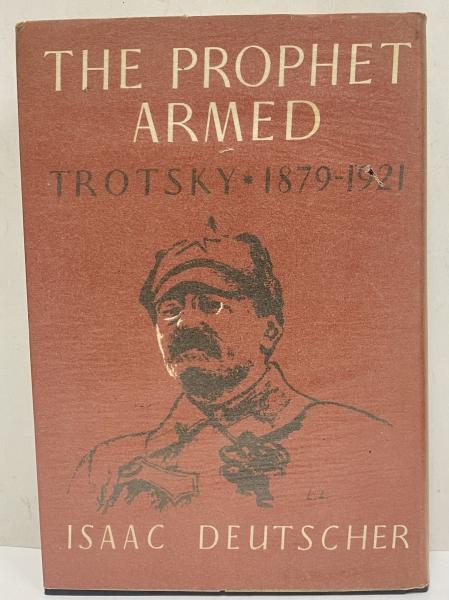 THE PROPHET
ARMED
TROTSKY * 1879-1921
ISAAC DEUTSCHER